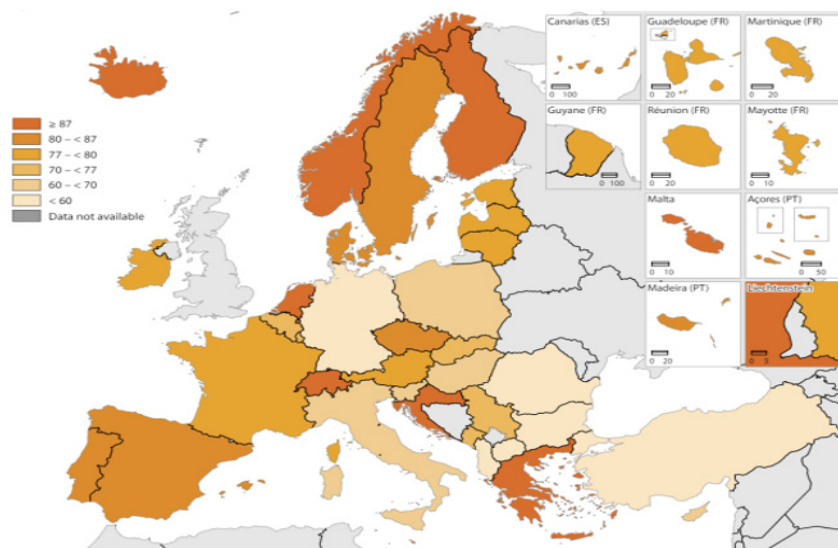 ≥ 87
80 – < 87
77 – < 80
70 – < 77
60 – < 70
< 60
Data not available
Canarias (ES)
0 100
Guadeloupe (FR)
0 20
Martinique (FR)
0 20
Guyane (FR)
0 100
Réunion (FR)
0 20
Mayotte (FR)
0 10
Malta
0 10
Açores (PT)
0 50
Madeira (PT)
0 20
Liechtenstein
0 5